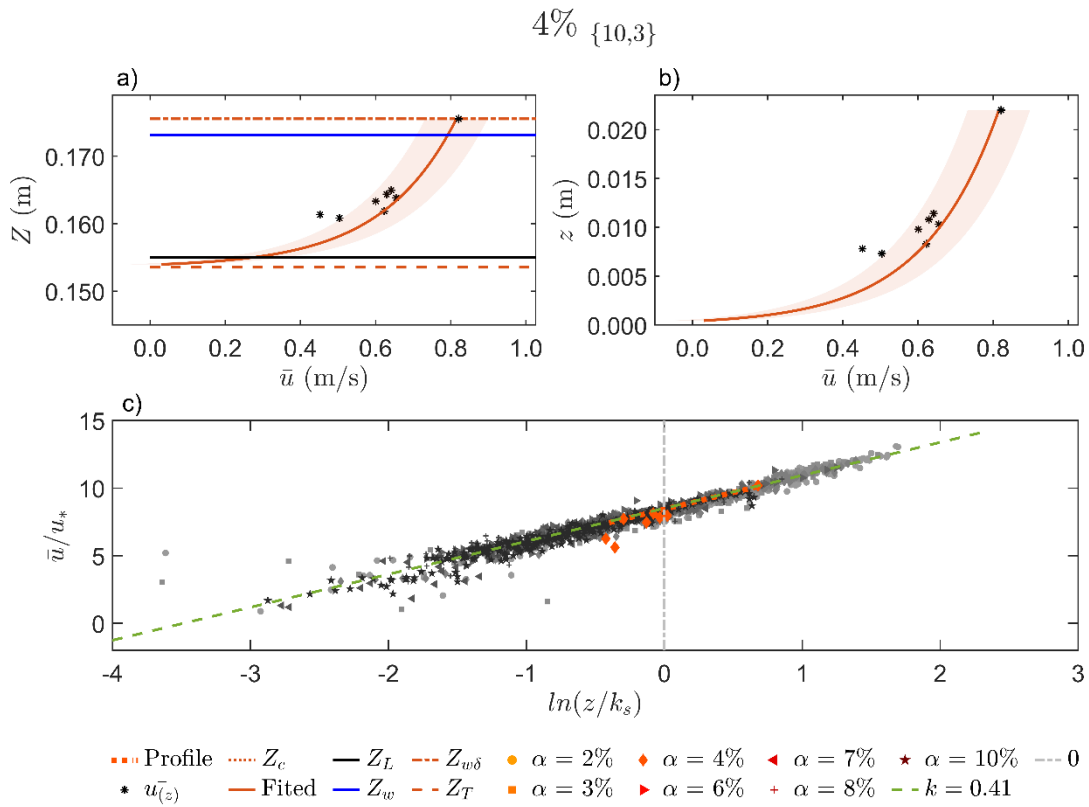 4% {10,3}
a)
b)
Z (m)
0.170
0.160
0.150
0.0 0.2 0.4 0.6 0.8 1.0
ū (m/s)
z (m)
0.020
0.015
0.010
0.005
0.000
0.0 0.2 0.4 0.6 0.8 1.0
ū (m/s)
c)
ū/u*
15
10
5
0
-4 -3 -2 -1 0 1 2 3
ln(z/ks)
Profile Zc ZL Zwδ α = 2% α = 4% α = 7% α = 10% 0
ū(z) Fited Zw ZT α = 3% α = 6% α = 8% k = 0.41